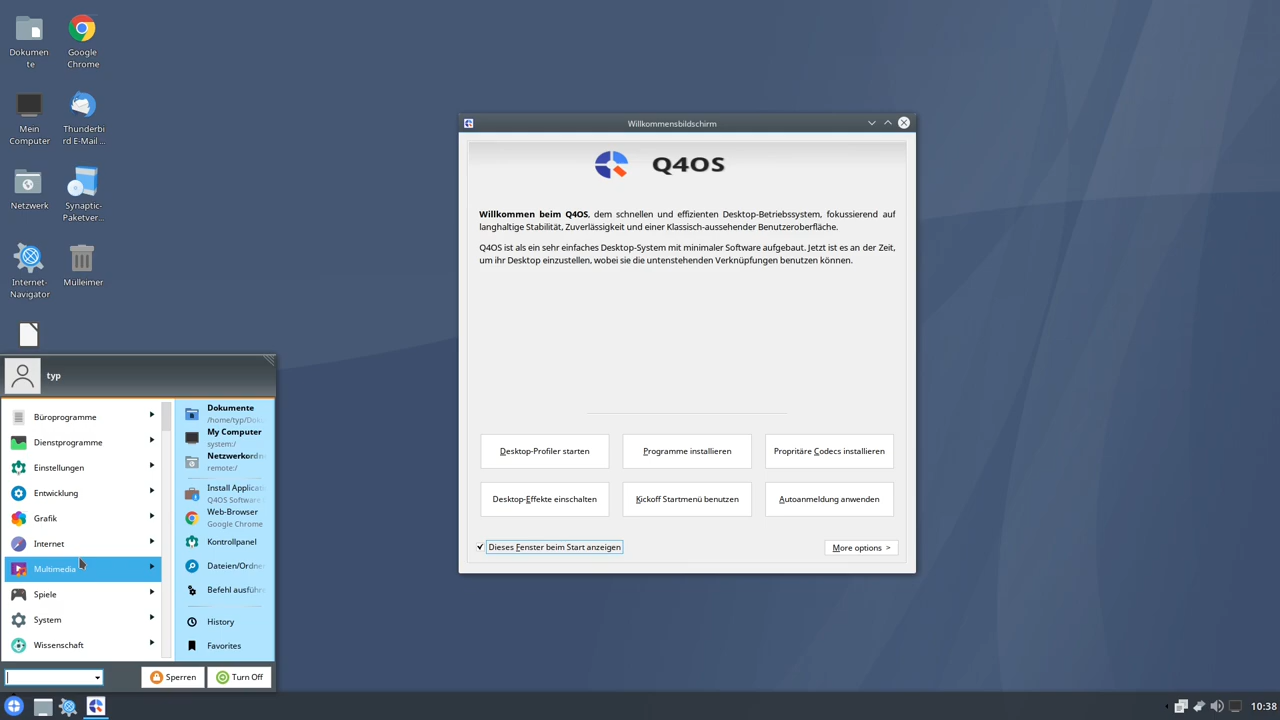 Dokumen
te
Google
Chrome
Mein
Computer
Thunderbi
rd E-Mail ...
Netzwerk
Synaptic-
Paketver...
Internet-
Navigator
Mülleimer
Willkommensbildschirm
Q4OS
Willkommen beim Q4OS, dem schnellen und effizienten Desktop-Betriebssystem, fokussierend auf
langhaltige Stabilität, Zuverlässigkeit und einer Klassisch-aussehender Benutzeroberfläche.
Q4OS ist als ein sehr einfaches Desktop-System mit minimaler Software aufgebaut. Jetzt ist es an der Zeit,
um ihr Desktop einzustellen, wobei sie die untenstehenden Verknüpfungen benutzen können.
Desktop-Profiler starten
Programme installieren
Propritäre Codecs installieren
Desktop-Effekte einschalten
Kickoff Startmenü benutzen
Autoanmeldung anwenden
Dieses Fenster beim Start anzeigen
More options >
typ
Büroprogramme
Dienstprogramme
Einstellungen
Entwicklung
Grafik
Internet
Multimedia
Spiele
System
Wissenschaft
Dokumente
/home/typ/Doku
My Computer
system:/
Netzwerkordn
remote:/
Install Applicat
Q4OS Software
Web-Browser
Google Chrome
Kontrollpanel
Dateien/Ordne
Befehl ausführ
History
Favorites
Sperren
Turn Off
10:38